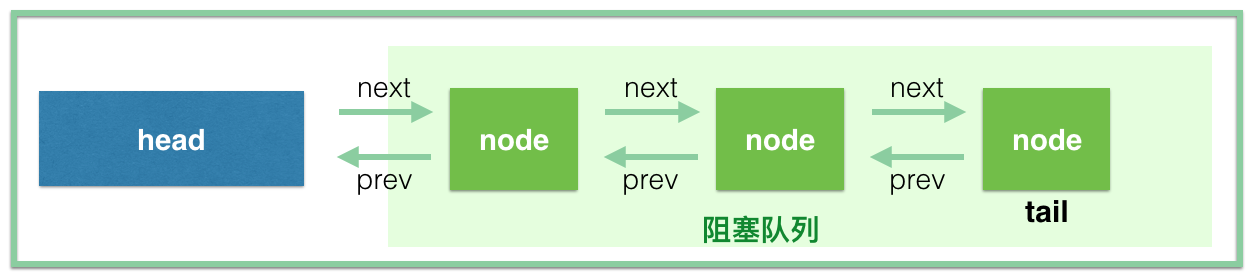 next next next
head node node node
prev prev prev
tail
阻塞队列